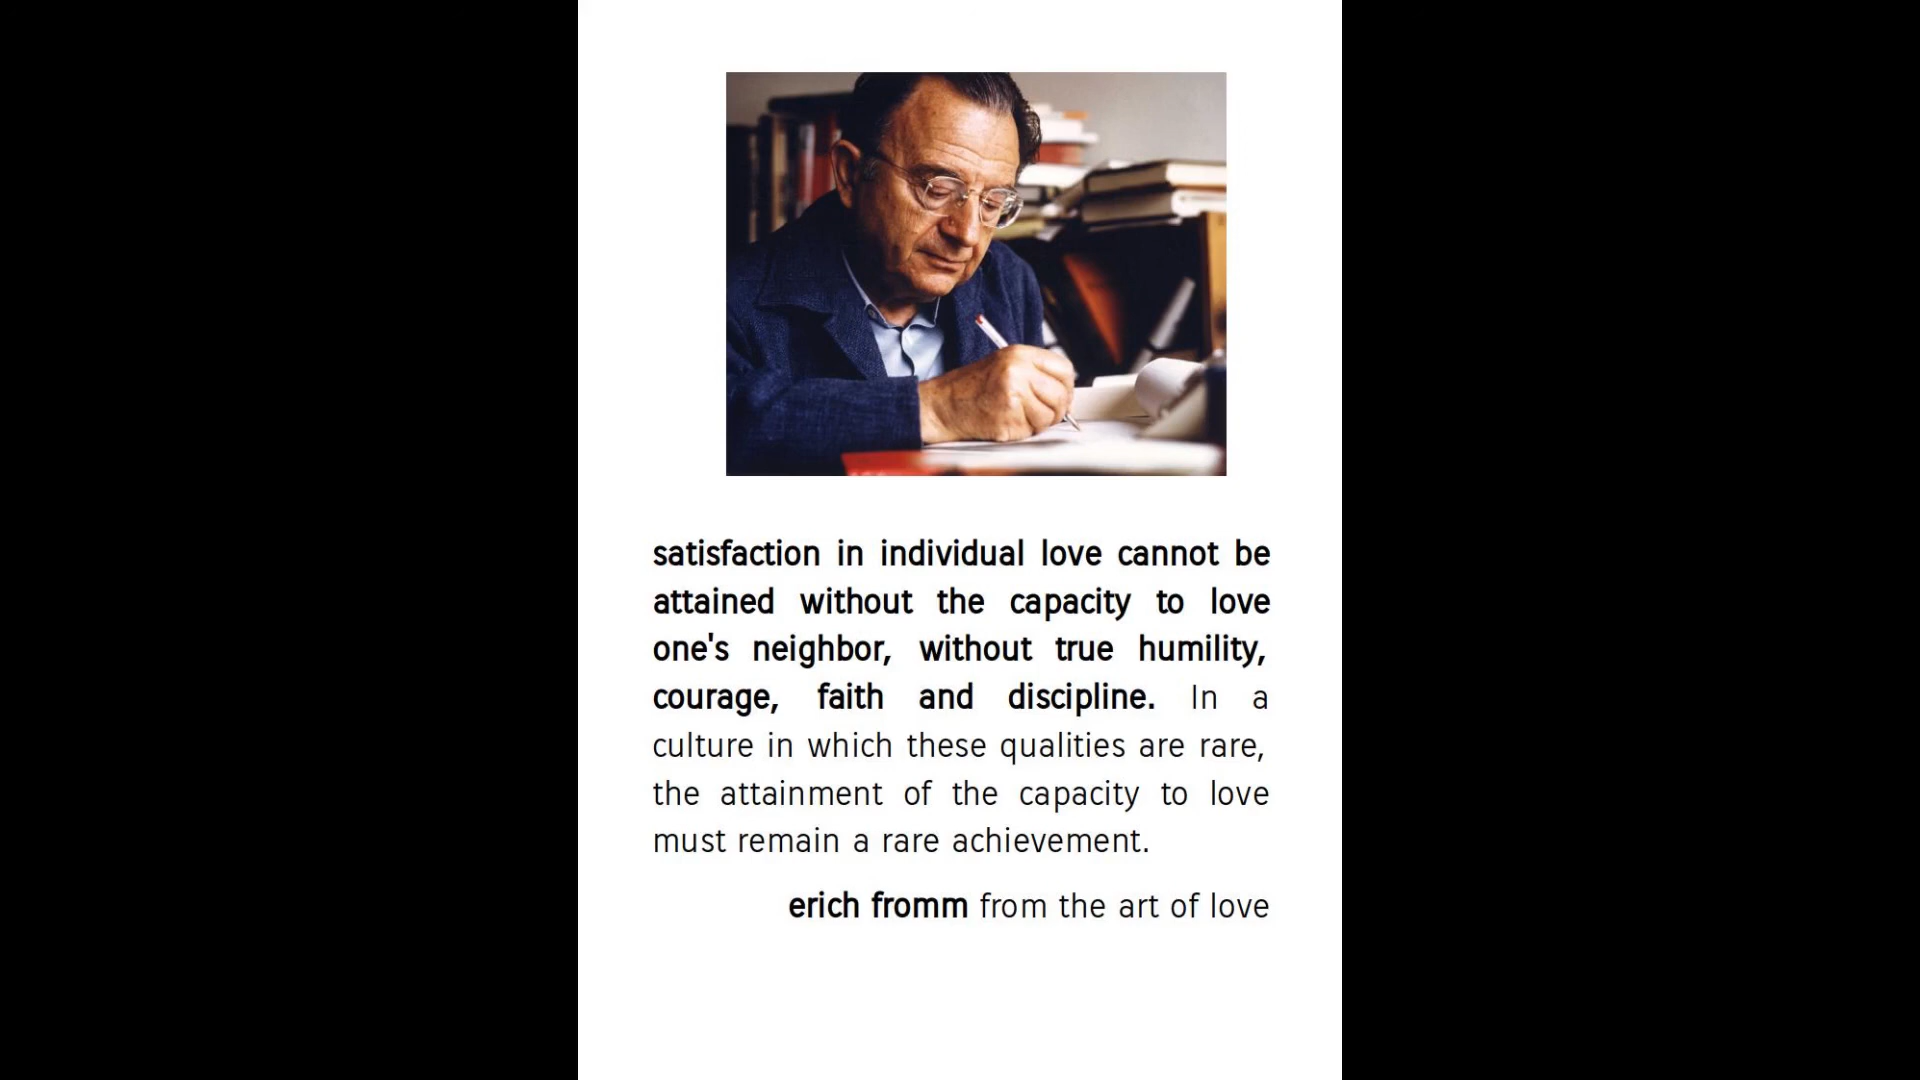 satisfaction in individual love cannot be
attained without the capacity to love
one's neighbor, without true humility,
courage, faith and discipline. In a
culture in which these qualities are rare,
the attainment of the capacity to love
must remain a rare achievement.
erich fromm from the art of love